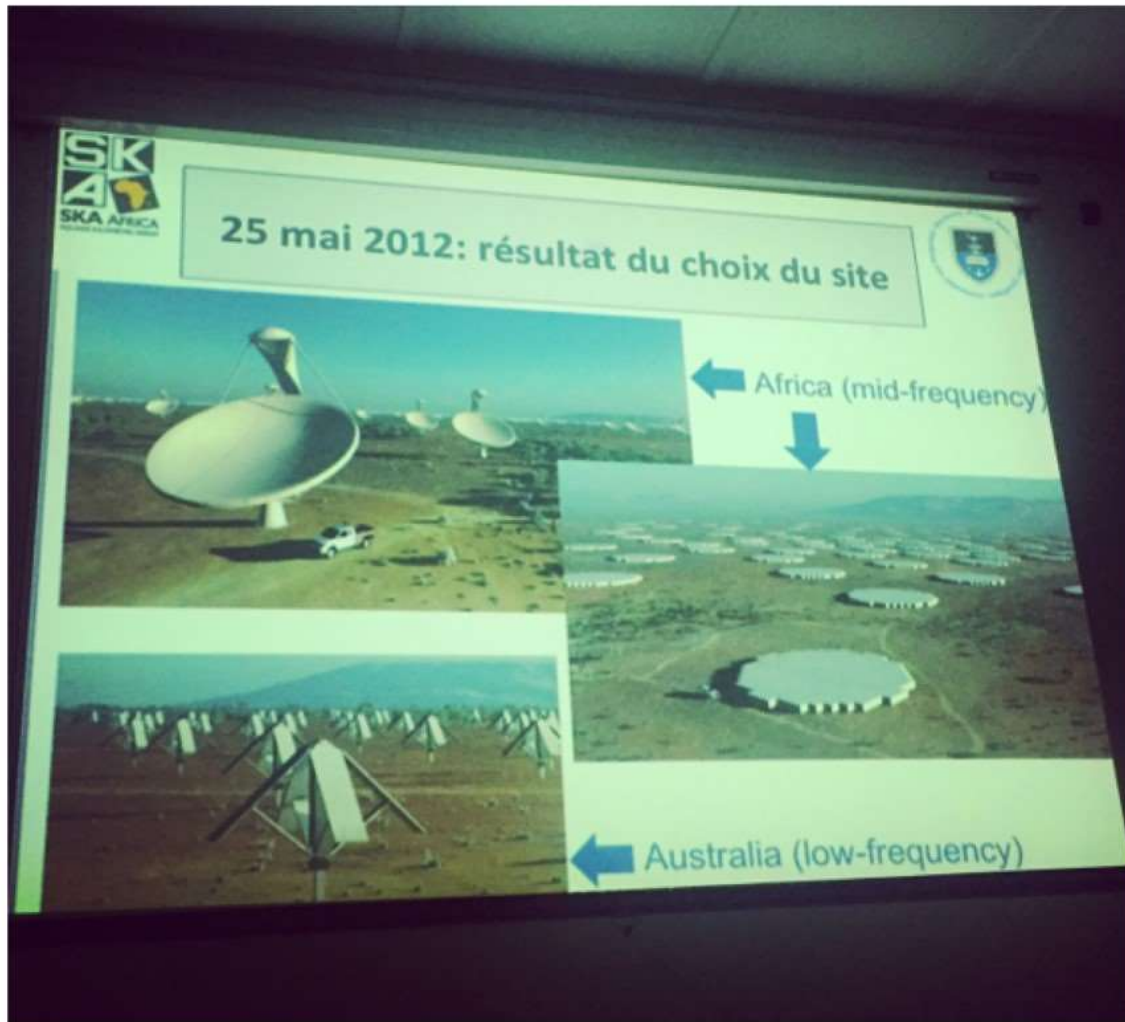 SK
A
SKA AFRICA
25 mai 2012: résultat du choix du site
Africa (mid-frequency)
Australia (low-frequency)